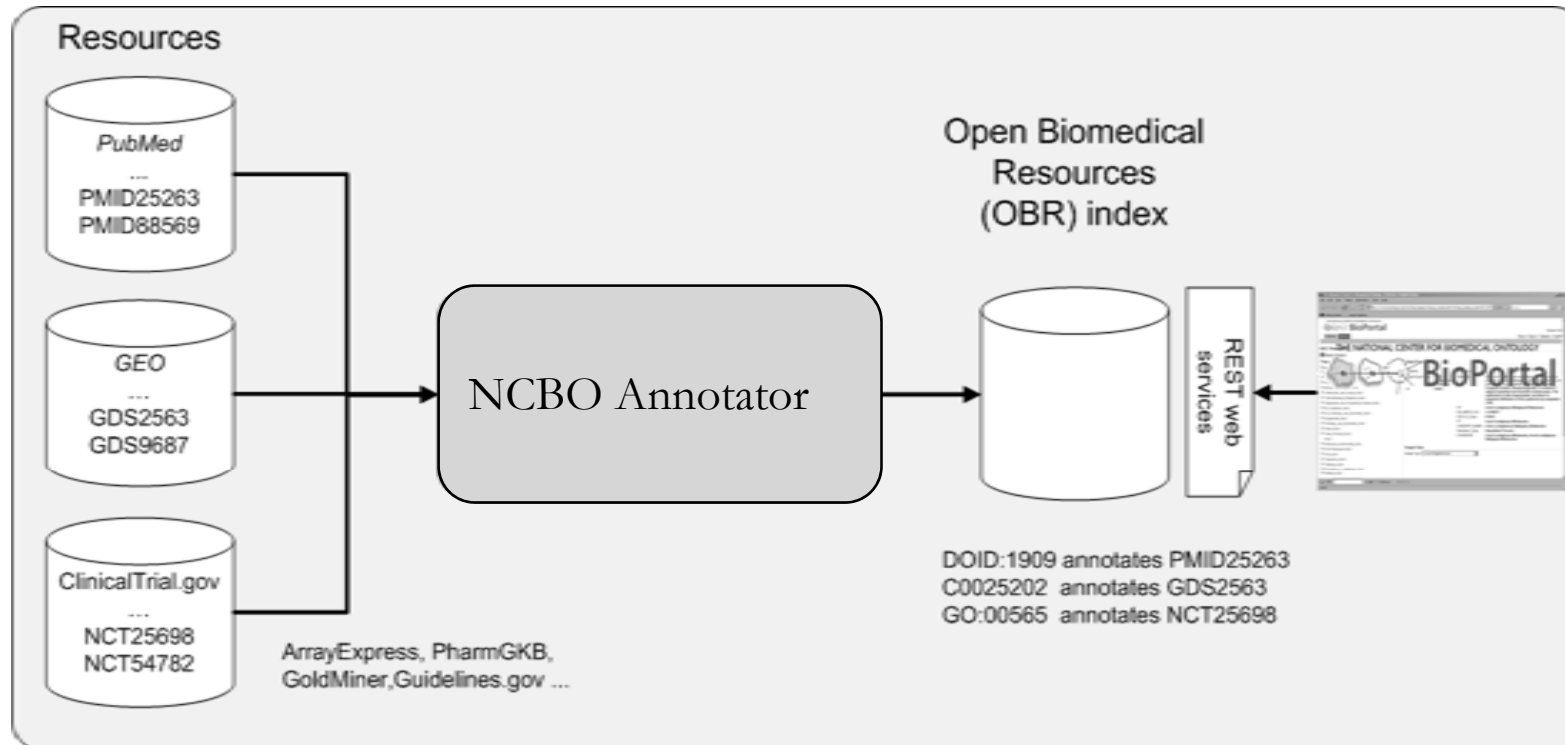 Resources
PubMed
...
PMID25263
PMID88569
GEO
...
GDS2563
GDS9687
ClinicalTrial.gov
...
NCT25698
NCT54782
ArrayExpress, PharmGKB,
GoldMiner,Guidelines.gov ...
NCBO Annotator
Open Biomedical
Resources
(OBR) index
REST web
services
DOID:1909 annotates PMID25263
C0025202 annotates GDS2563
GO:00565 annotates NCT25698
BioPortal
THE NATIONAL CENTER FOR BIOMEDICAL ONTOLOGY
BioPortal